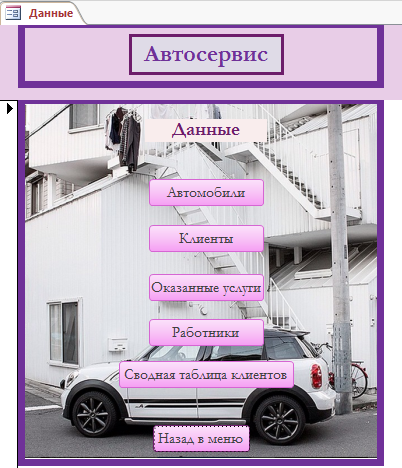 Данные
Автосервис
Данные
Автомобили
Клиенты
Оказанные услуги
Работники
Сводная таблица клиентов
Назад в меню